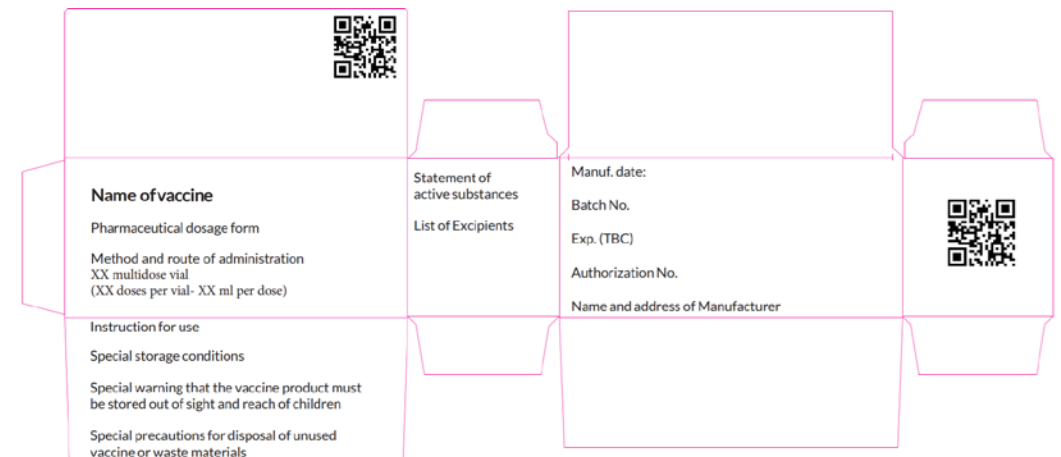 Name of vaccine
Pharmaceutical dosage form
Method and route of administration
XX multidose vial
(XX doses per vial- XX ml per dose)
Instruction for use
Special storage conditions
Special warning that the vaccine product must
be stored out of sight and reach of children
Special precautions for disposal of unused
vaccine or waste materials
Statement of
active substances
List of Excipients
Manuf. date:
Batch No.
Exp. (TBC)
Authorization No.
Name and address of Manufacturer